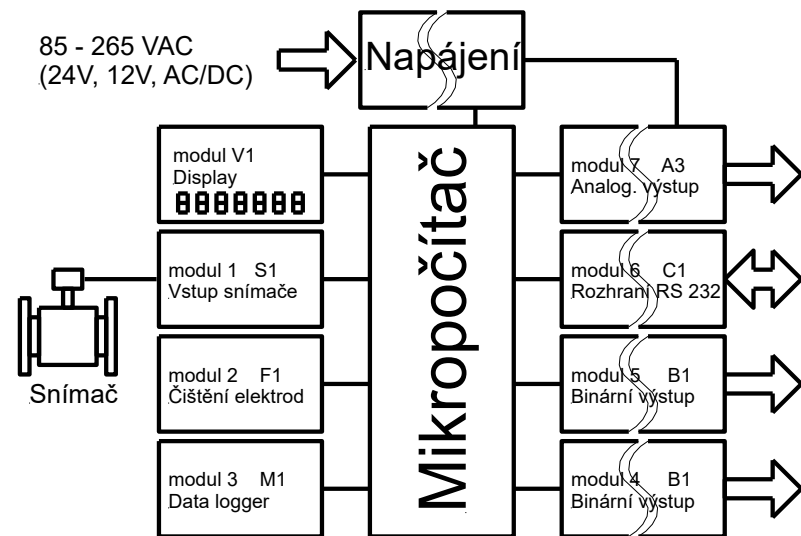 85 - 265 VAC
(24V, 12V, AC/DC)
Napájení
modul V1
Display
modul 1 S1
Vstup snímače
modul 2 F1
Čištění elektrod
modul 3 M1
Data logger
Snímač
Mikropočítač
modul 7 A3
Analog. výstup
modul 6 C1
Rozhraní RS 232
modul 5 B1
Binární výstup
modul 4 B1
Binární výstup